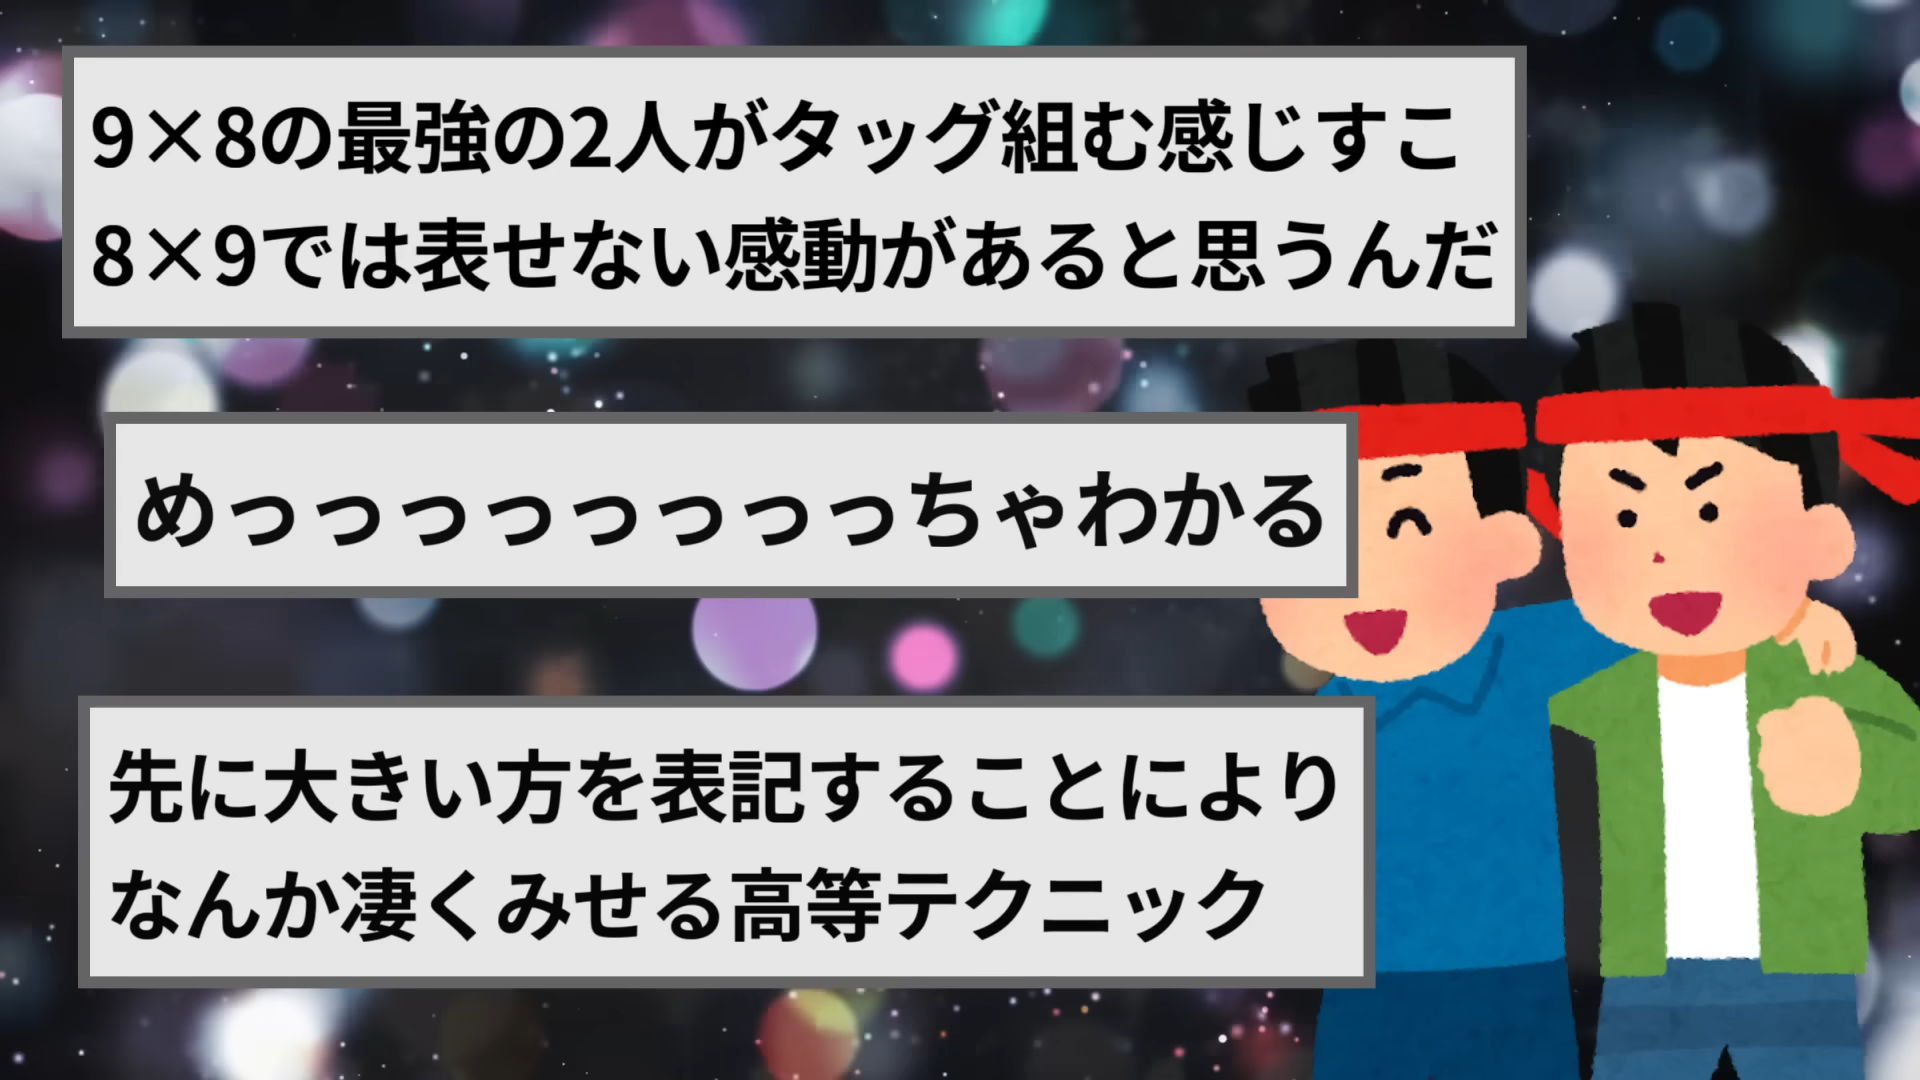 9×8の最強の2人がタッグ組む感じすこ
8×9では表せない感動があると思うんだ
めっっっっっっっっちゃわかる
先に大きい方を表記することにより
なんか凄くみせる高等テクニック